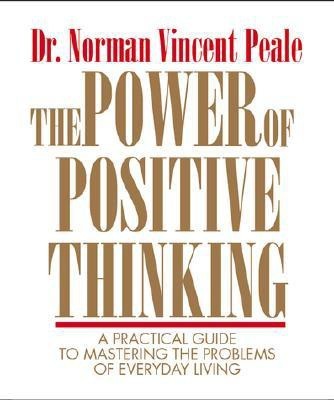 Dr. Norman Vincent Peale
THE POWER OF
POSITIVE
THINKING
A PRACTICAL GUIDE
TO MASTERING THE PROBLEMS
OF EVERYDAY LIVING